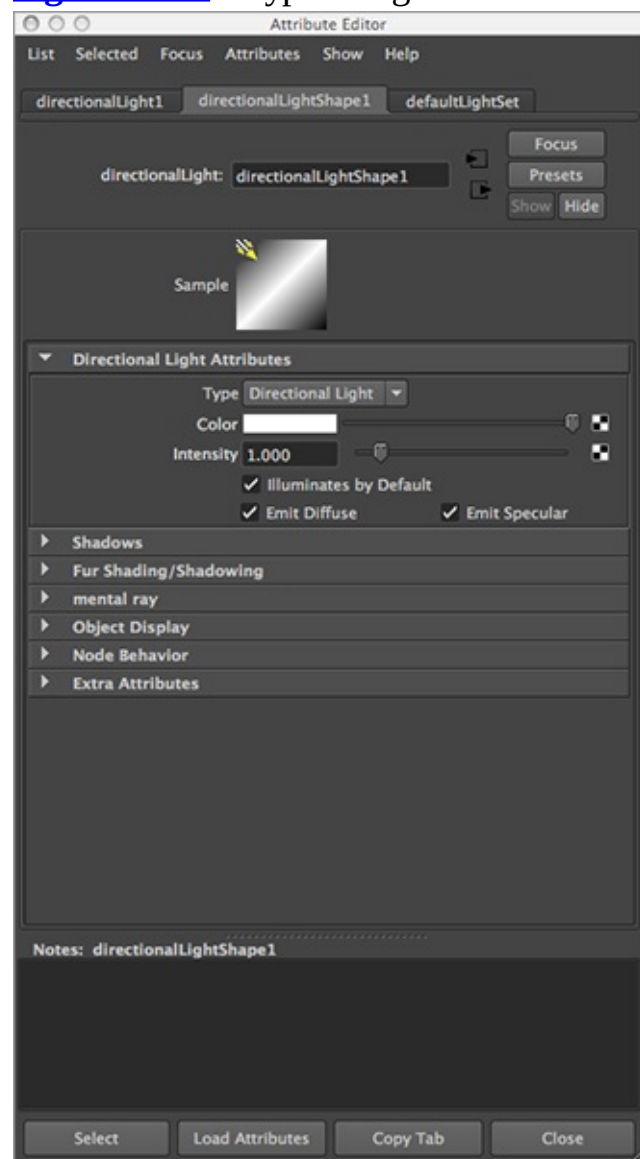 Attribute Editor
List Selected Focus Attributes Show Help
directionalLight1 directionalLightShape1 defaultLightSet
Focus
directionalLight: directionalLightShape1
Presets
Show Hide
Sample
Directional Light Attributes
Type Directional Light
Color
Intensity 1.000
Illuminates by Default
Emit Diffuse Emit Specular
Shadows
Fur Shading/Shadowing
mental ray
Object Display
Node Behavior
Extra Attributes
Notes: directionalLightShape1
Select Load Attributes Copy Tab Close